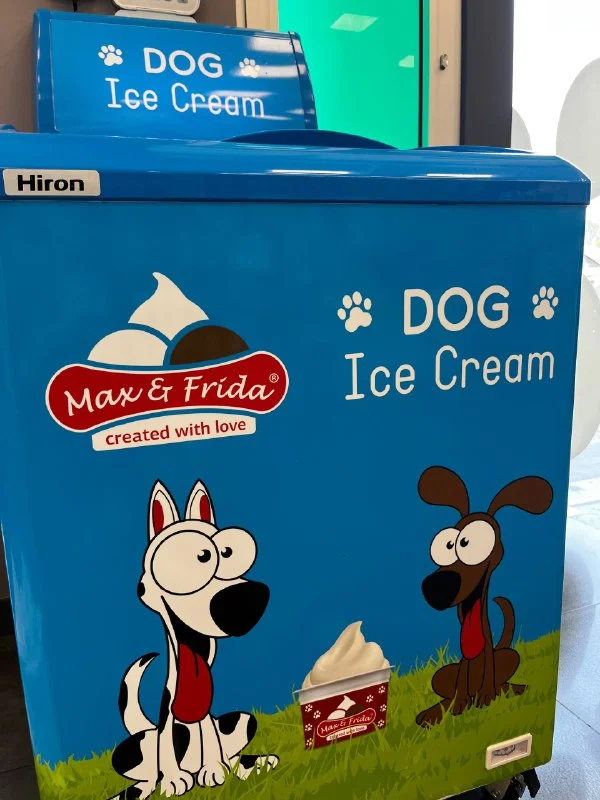 DOG
Ice Cream
Hiron
Max & Frida®
created with love
DOG
Ice Cream
Max & Frida